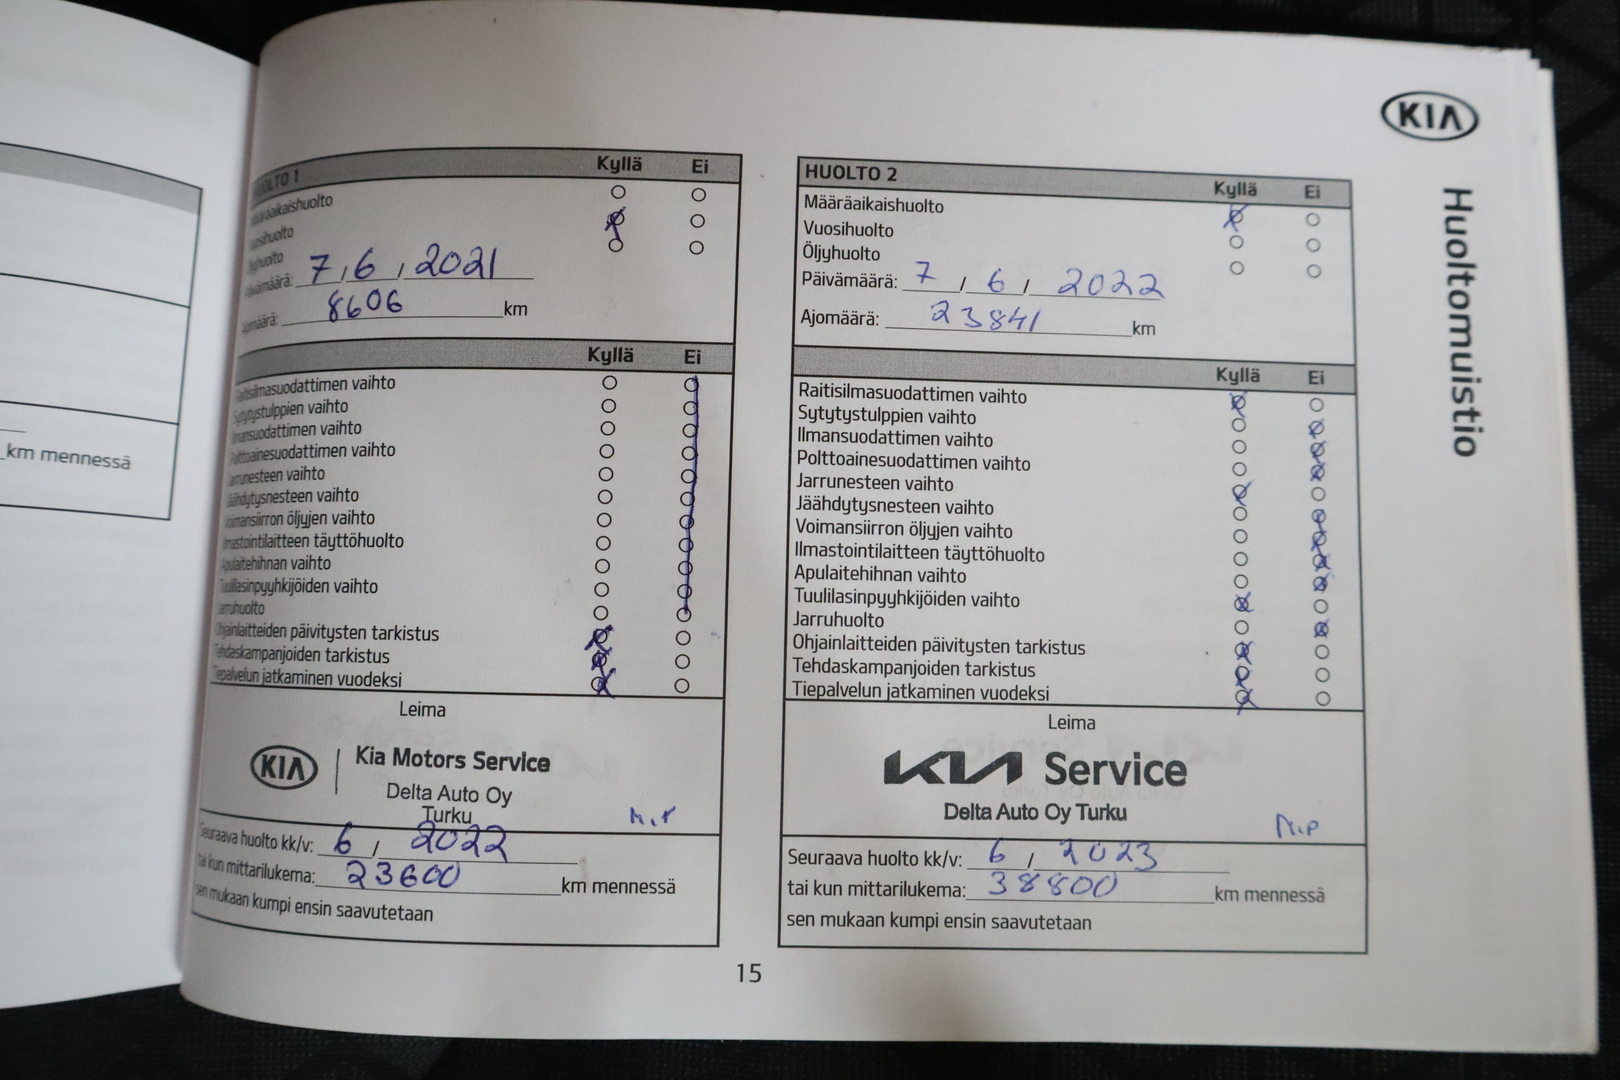 km mennessä
KIA
Huoltomuistio
HUOLTO 1 Kyllä Ei
Määräaikaishuolto
Vuosihuolto
Öljyhuolto
Päivämäärä: 7 / 6 / 2021
Ajomäärä: 8606 km
Kyllä Ei
Raitisilmasuodattimen vaihto
Sytytystulppien vaihto
Ilmansuodattimen vaihto
Polttoainesuodattimen vaihto
Jarrunesteen vaihto
Jäähdytysnesteen vaihto
Voimansiirron öljyjen vaihto
Ilmastointilaitteen täyttöhuolto
Apulaitehihnan vaihto
Tuulilasinpyyhkijöiden vaihto
Jarruhuolto
Ohjainlaitteiden päivitysten tarkistus
Tehdaskampanjoiden tarkistus
Tiepalvelun jatkaminen vuodeksi
Leima
KIA Kia Motors Service
Delta Auto Oy
Turku
M.P
Seuraava huolto kk/v: 6 / 2022
tai kun mittarilukema: 23600 km mennessä
sen mukaan kumpi ensin saavutetaan
HUOLTO 2 Kyllä Ei
Määräaikaishuolto
Vuosihuolto
Öljyhuolto
Päivämäärä: 7 / 6 / 2022
Ajomäärä: 23841 km
Kyllä Ei
Raitisilmasuodattimen vaihto
Sytytystulppien vaihto
Ilmansuodattimen vaihto
Polttoainesuodattimen vaihto
Jarrunesteen vaihto
Jäähdytysnesteen vaihto
Voimansiirron öljyjen vaihto
Ilmastointilaitteen täyttöhuolto
Apulaitehihnan vaihto
Tuulilasinpyyhkijöiden vaihto
Jarruhuolto
Ohjainlaitteiden päivitysten tarkistus
Tehdaskampanjoiden tarkistus
Tiepalvelun jatkaminen vuodeksi
Leima
KIA Service
Delta Auto Oy Turku
M.P
Seuraava huolto kk/v: 6 / 2023
tai kun mittarilukema: 38800 km mennessä
sen mukaan kumpi ensin saavutetaan
15